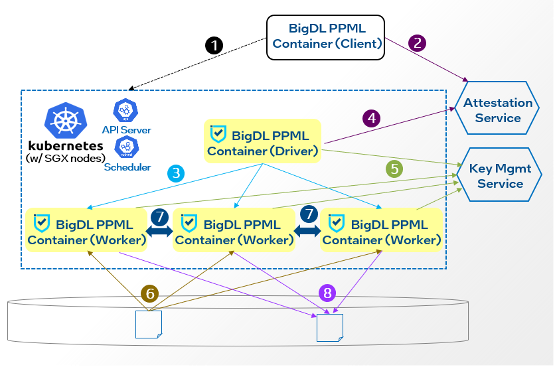 BigDL PPML
Container (Client)
1
2
kubernetes
(w/ SGX nodes)
API Server
Scheduler
Attestation
Service
4
BigDL PPML
Container (Driver)
3
5
Key Mgmt
Service
BigDL PPML
Container (Worker)
7
BigDL PPML
Container (Worker)
7
BigDL PPML
Container (Worker)
6
8